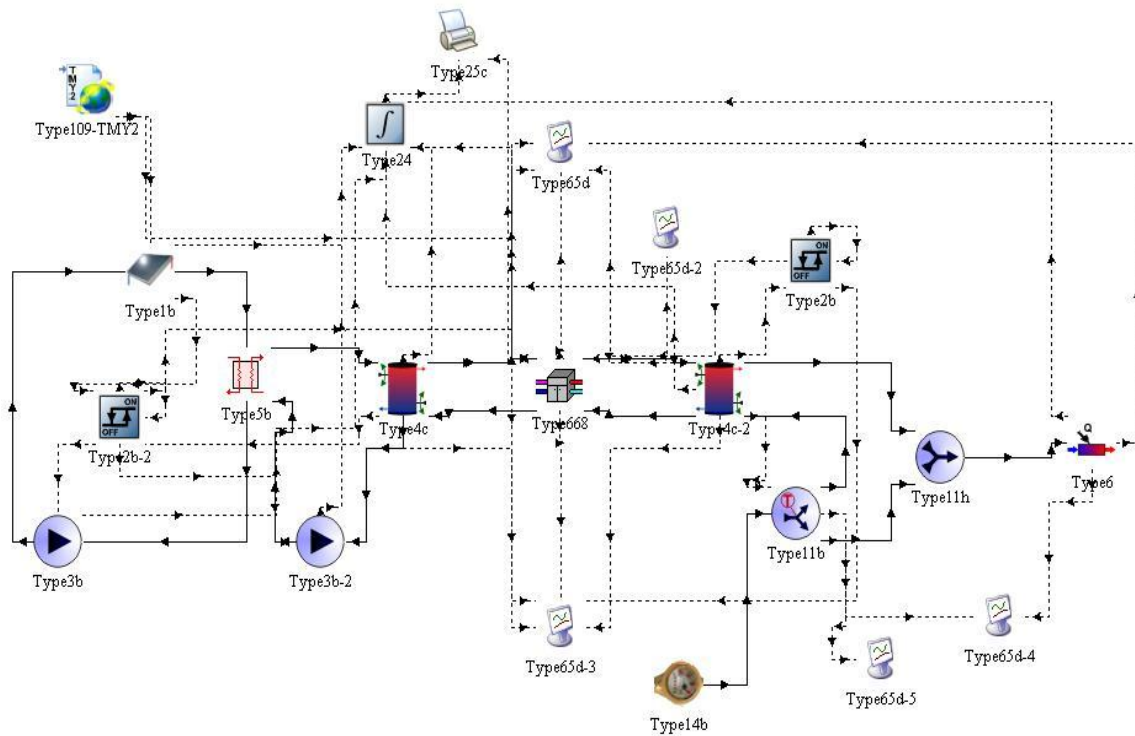 Type25c
TMY2
Type109-TMY2
Type24
Type65d
Type65d-2
ON
OFF
Type2b
Type1b
Type5b
ON
OFF
Type2b-2
Type4c
Type668
Type4c-2
Q
Type6
Type11h
T
Type11b
Type3b
Type3b-2
Type65d-3
Type65d-4
Type65d-5
Type14b